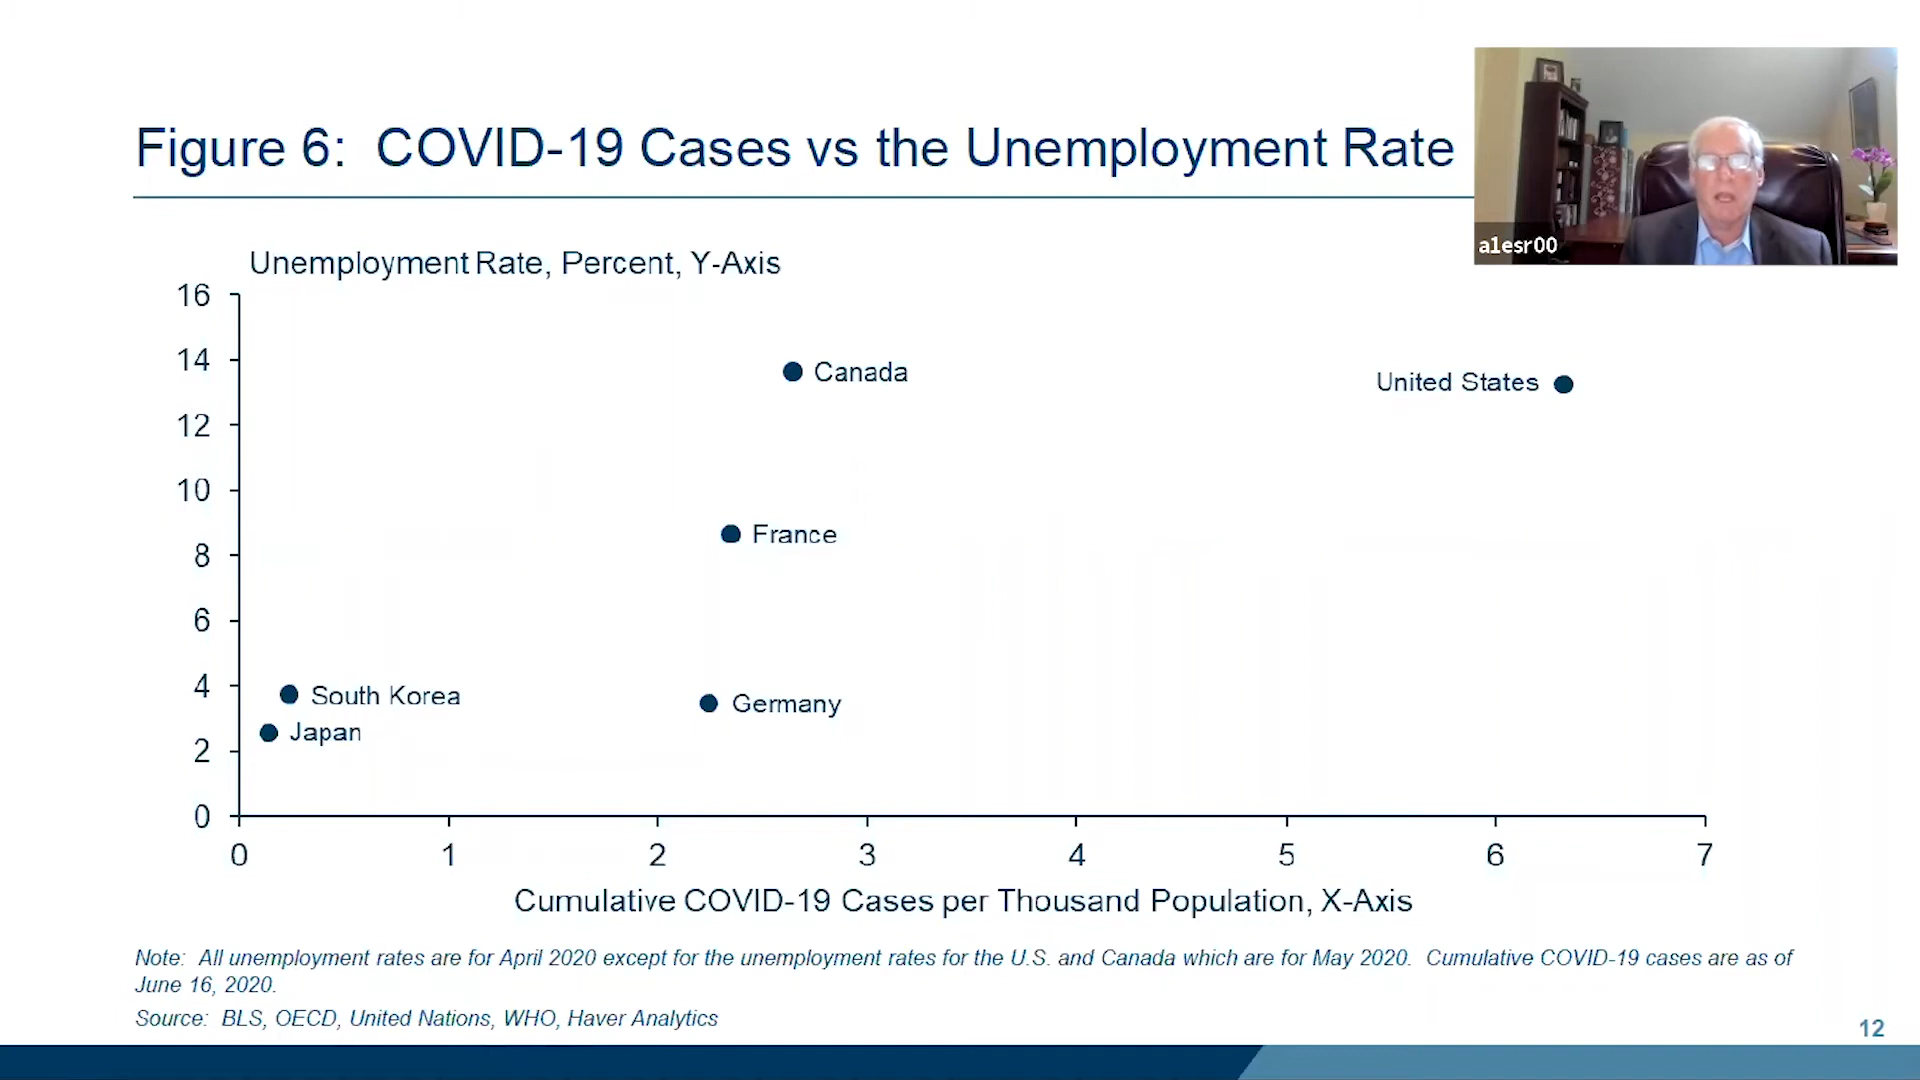 Figure 6: COVID-19 Cases vs the Unemployment Rate
a1esr00
Unemployment Rate, Percent, Y-Axis
16
14
12
10
8
6
4
2
0
Canada
United States
France
South Korea
Germany
Japan
0 1 2 3 4 5 6 7
Cumulative COVID-19 Cases per Thousand Population, X-Axis
Note: All unemployment rates are for April 2020 except for the unemployment rates for the U.S. and Canada which are for May 2020. Cumulative COVID-19 cases are as of
June 16, 2020.
Source: BLS, OECD, United Nations, WHO, Haver Analytics
12